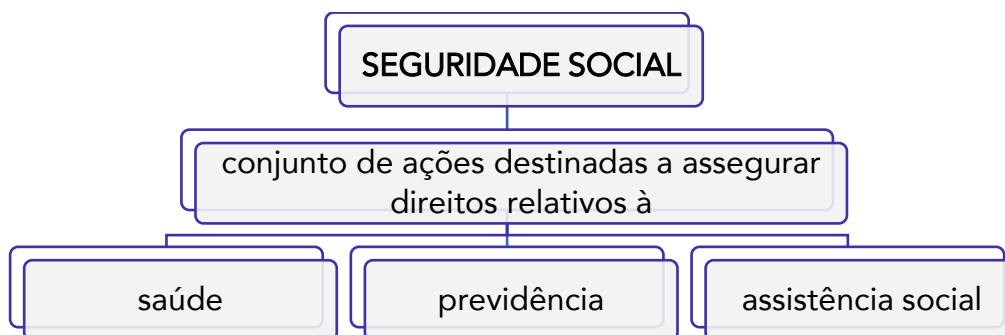 SEGURIDADE SOCIAL
conjunto de ações destinadas a assegurar
direitos relativos à
saúde
previdência
assistência social